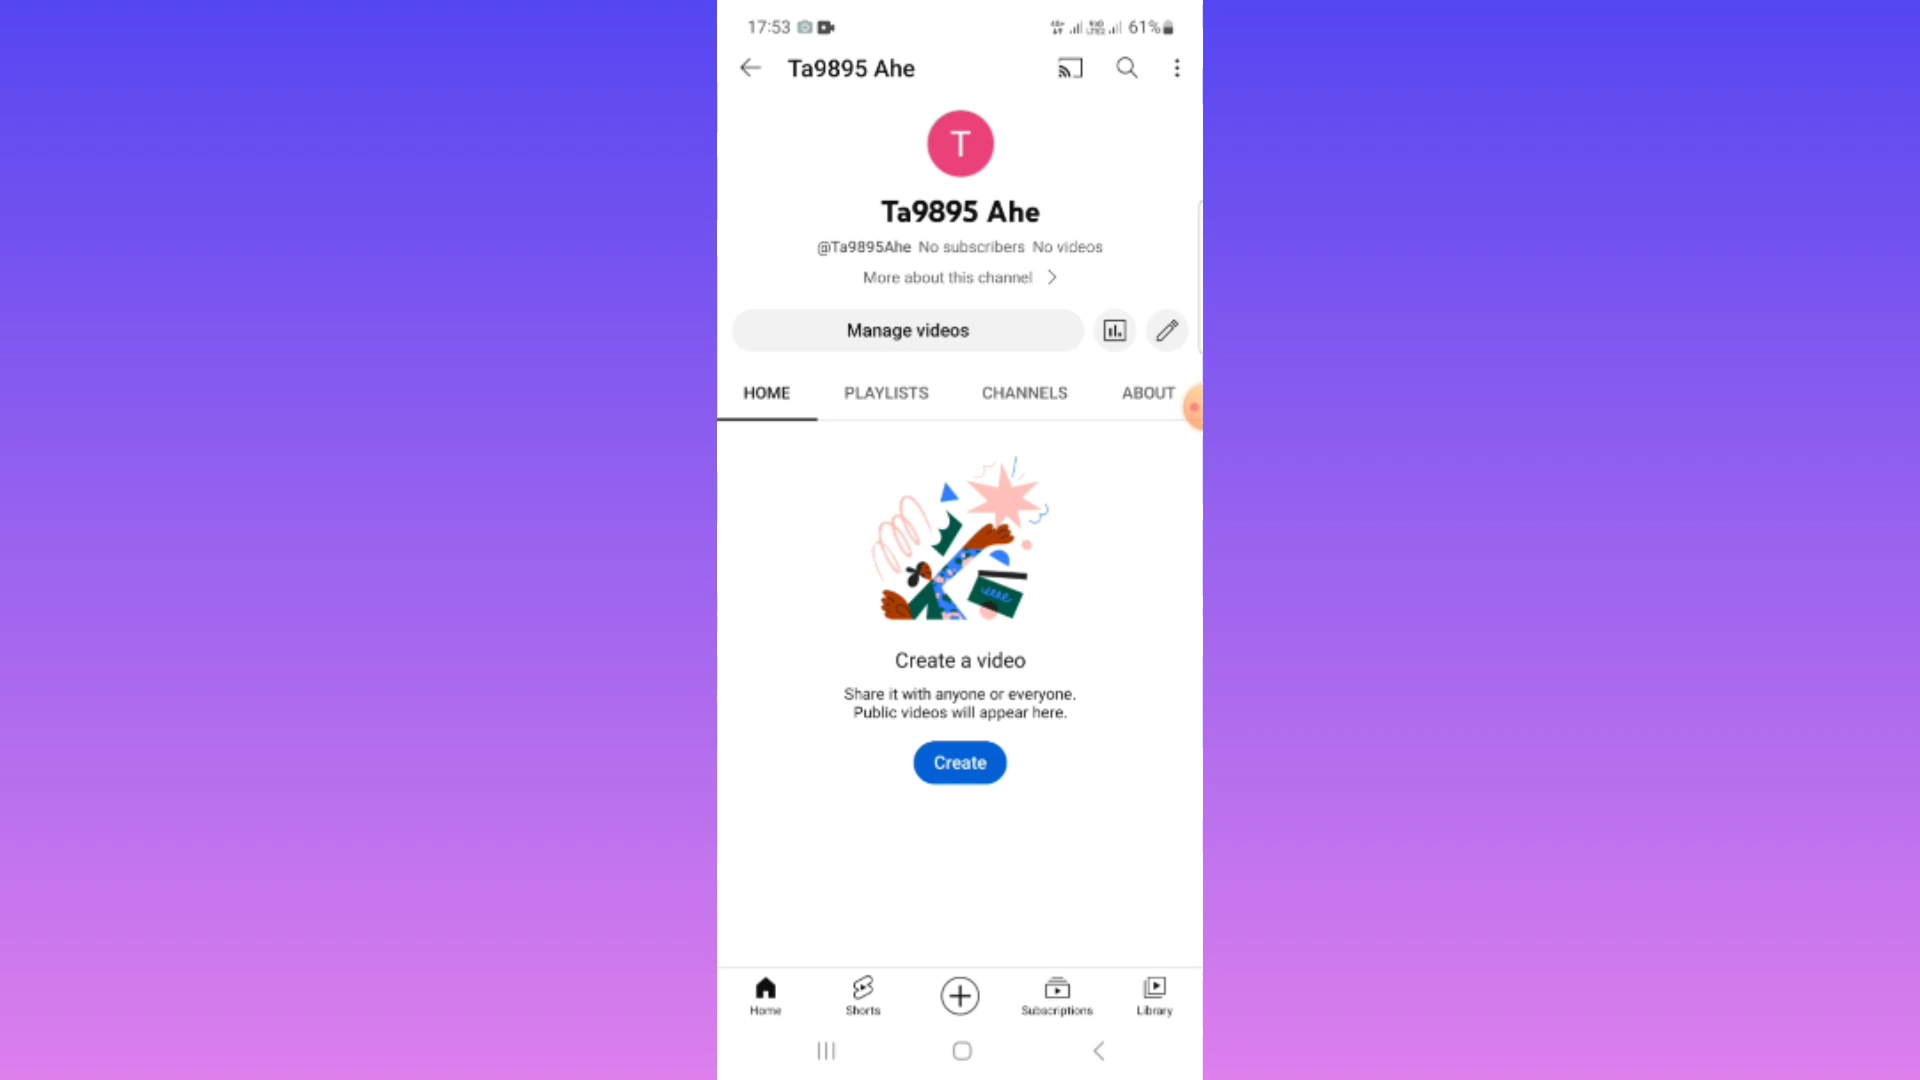 17:53 61%
Ta9895 Ahe
T
Ta9895 Ahe
@Ta9895Ahe No subscribers No videos
More about this channel
Manage videos
HOME PLAYLISTS CHANNELS ABOUT
Create a video
Share it with anyone or everyone.
Public videos will appear here.
Create
Home Shorts Subscriptions Library